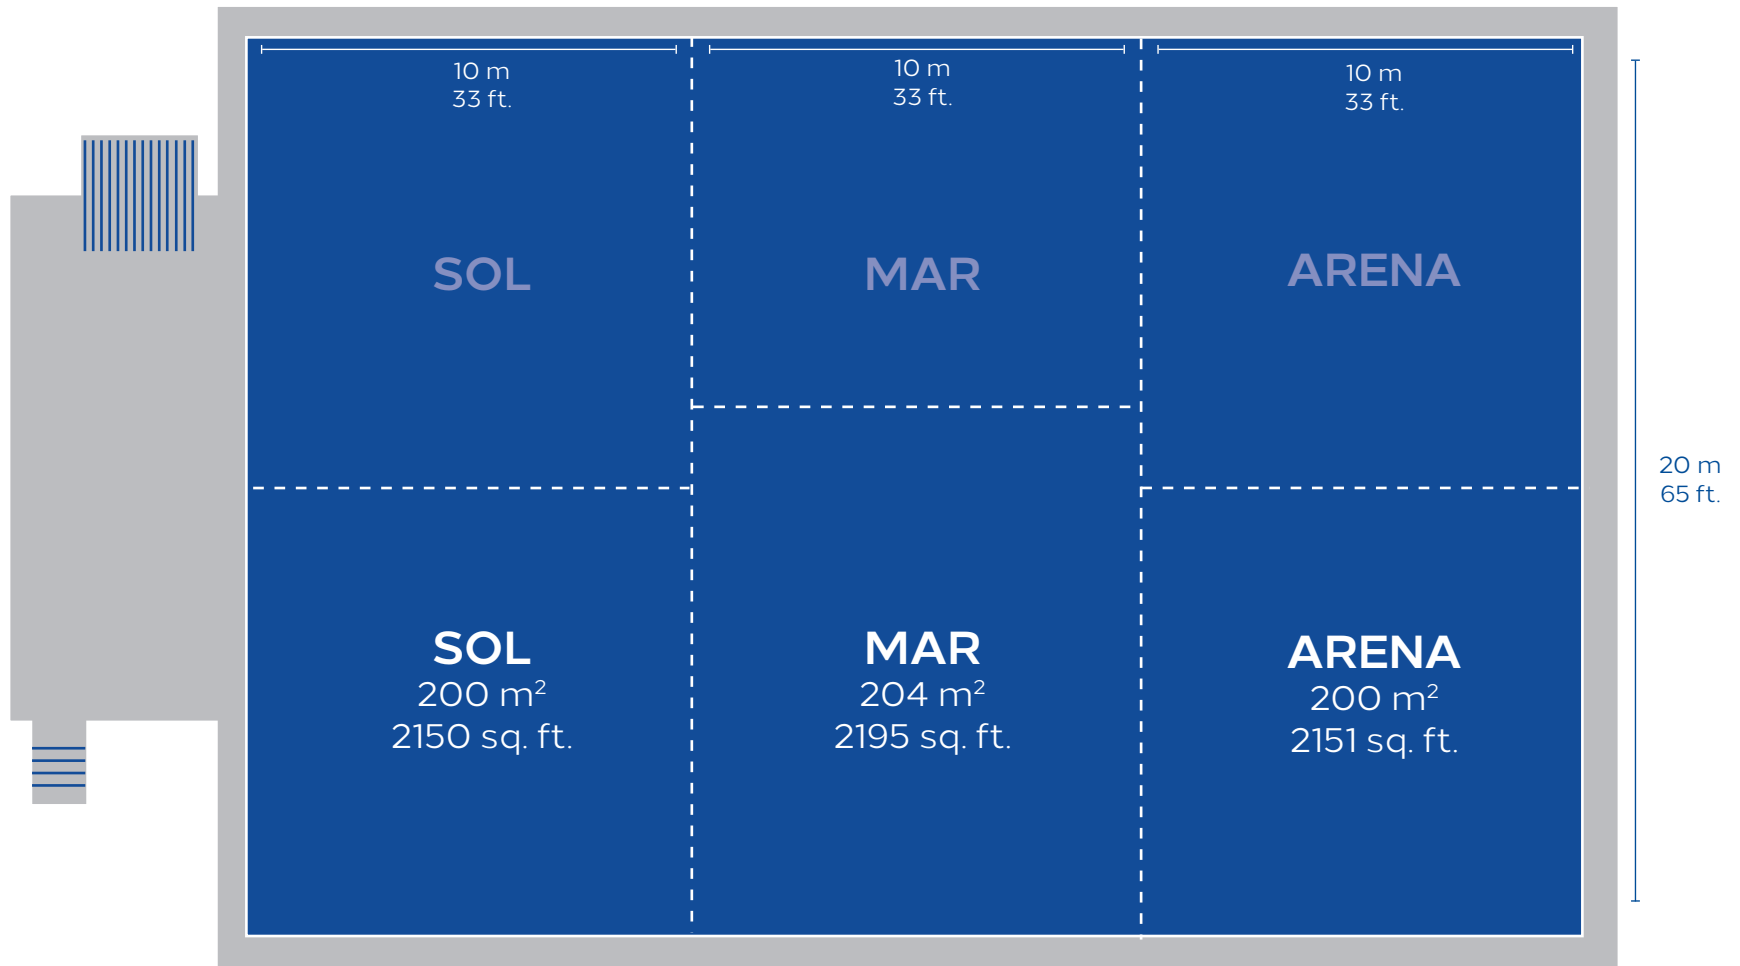 10 m
33 ft.
10 m
33 ft.
10 m
33 ft.
SOL
MAR
ARENA
20 m
65 ft.
SOL
200 m²
2150 sq. ft.
MAR
204 m²
2195 sq. ft.
ARENA
200 m²
2151 sq. ft.